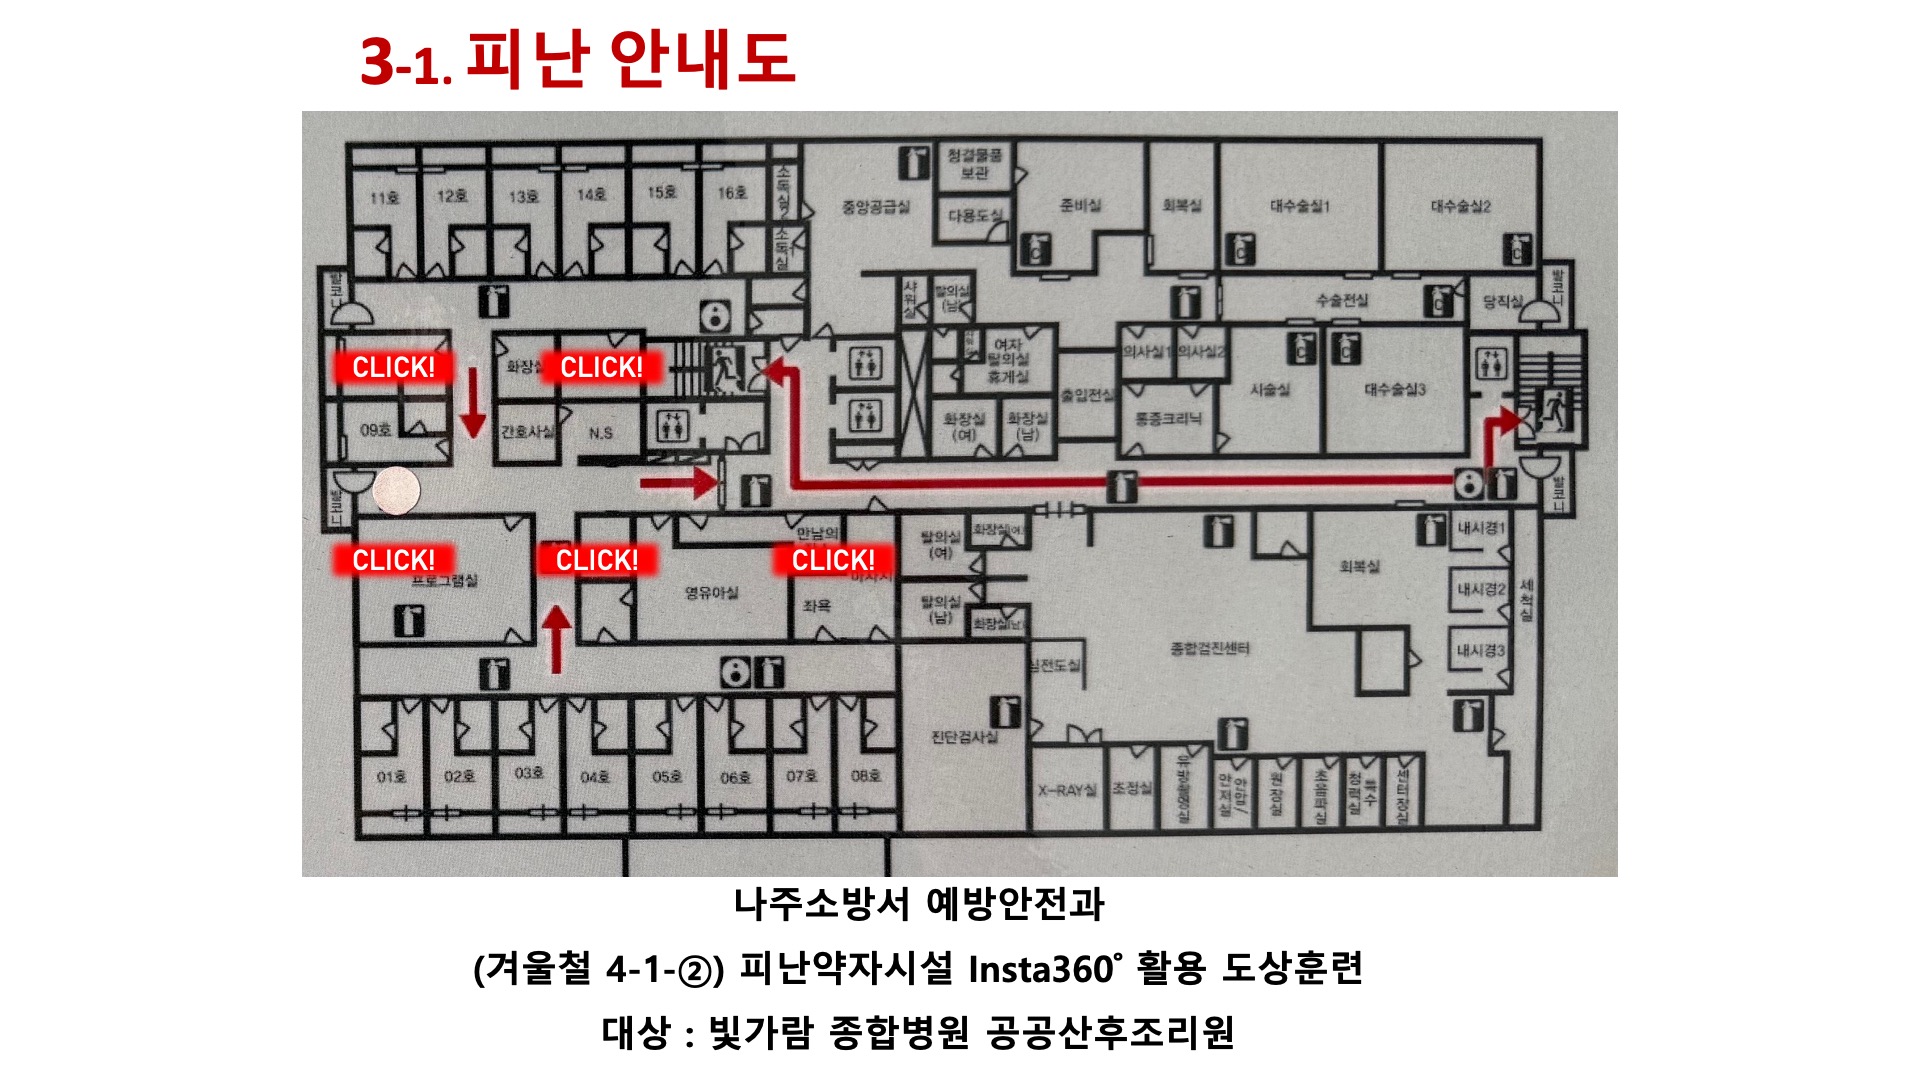 3-1. 피난 안내도
11호
12호
13호
14호
15호
16호
소독실2
소독실
중앙공급실
청결물품
보관
다용도실
준비실
회복실
대수술실1
대수술실2
발코니
샤워실
탈의실
(남)
수술전실
당직실
발코니
CLICK!
화장실
CLICK!
여자
탈의실
휴게실
출입전실
의사실1
의사실2
시술실
대수술실3
09호
간호사실
N.S
화장실
(여)
화장실
(남)
통증크리닉
발코니
발코니
CLICK!
프로그램실
CLICK!
만남의
CLICK!
영유아실
좌욕
탈의실
(여)
화장실(여)
탈의실
(남)
화장실(남)
심전도실
종합검진센터
회복실
내시경1
내시경2
내시경3
세척실
01호
02호
03호
04호
05호
06호
07호
08호
진단검사실
X-RAY실
초정실
유방촬영실
안압/
안저실
원장실
초음파실
특수
청력실
센터장실
나주소방서 예방안전과
(겨울철 4-1-②) 피난약자시설 Insta360˚ 활용 도상훈련
대상 : 빛가람 종합병원 공공산후조리원